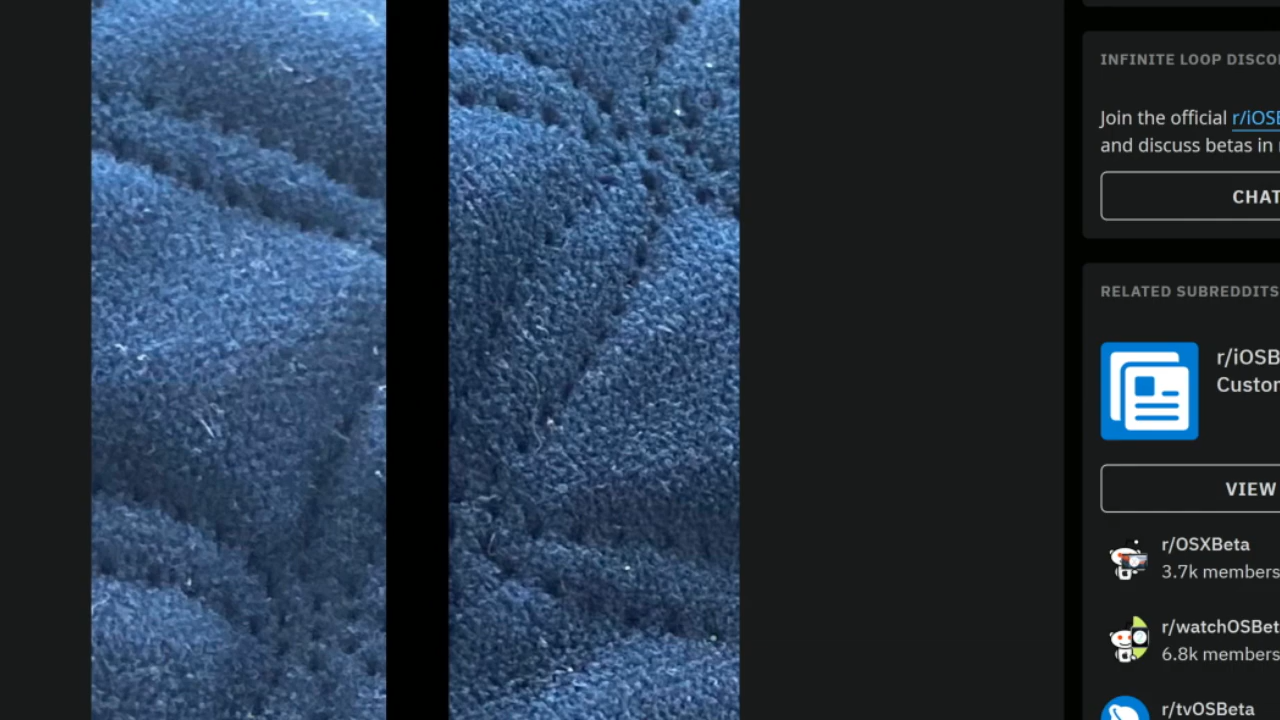 INFINITE LOOP DISCO
Join the official r/iOS
and discuss betas in
CHAT
RELATED SUBREDDITS
r/iOSB
Custo
VIEW
r/OSXBeta
3.7k members
r/watchOSBet
6.8k members
r/tvOSBeta